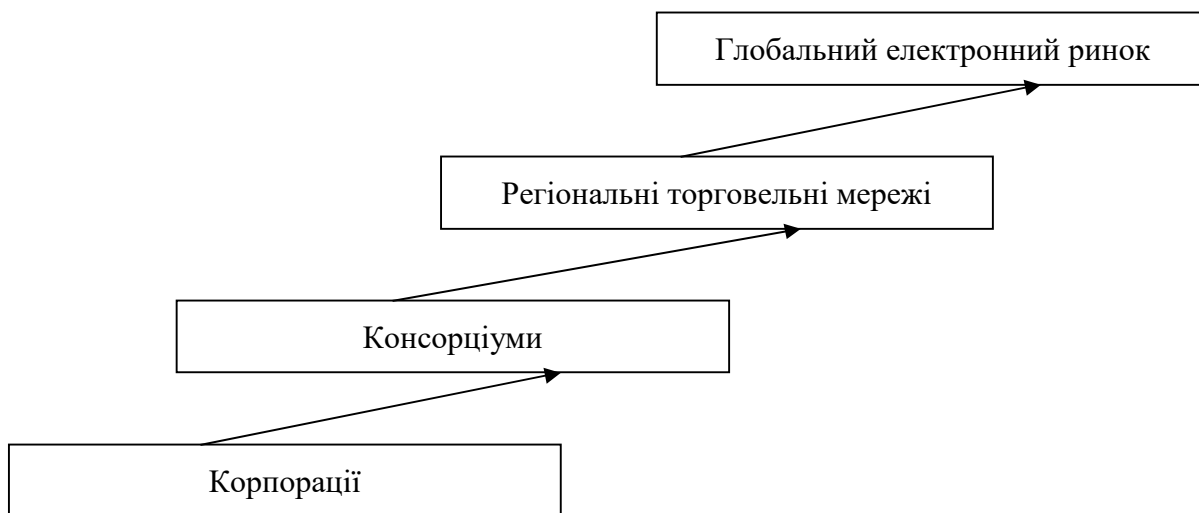 Глобальний електронний ринок
Регіональні торговельні мережі
Консорціуми
Корпорації